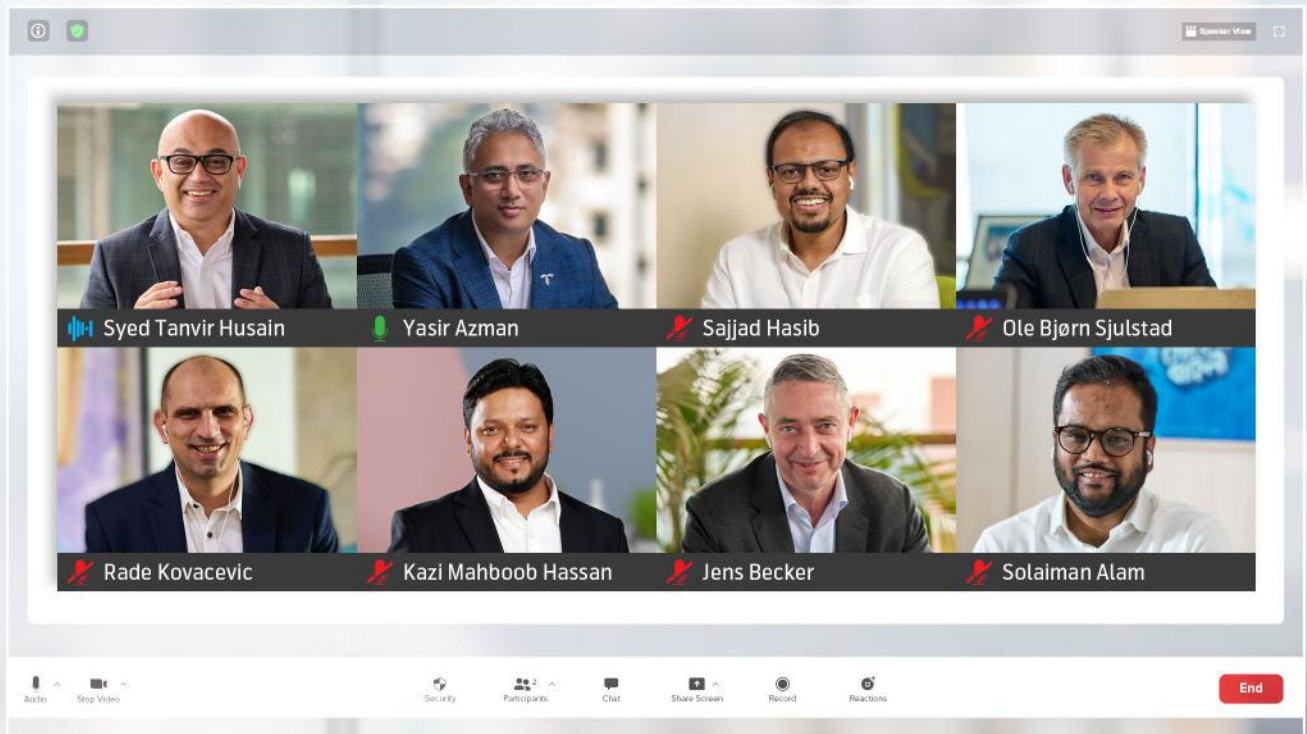 Speaker View
Syed Tanvir Husain
Yasir Azman
Sajjad Hasib
Ole Bjørn Sjulstad
Rade Kovacevic
Kazi Mahboob Hassan
Jens Becker
Solaiman Alam
Audio
Stop Video
Security
Participants
2
Chat
Share Screen
Record
Reactions
End